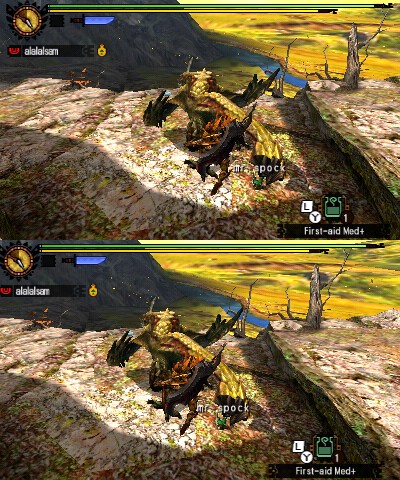 alalalsam
mr. spock
L
Y
1
First-aid Med+
alalalsam
mr. spock
L
Y
1
First-aid Med+